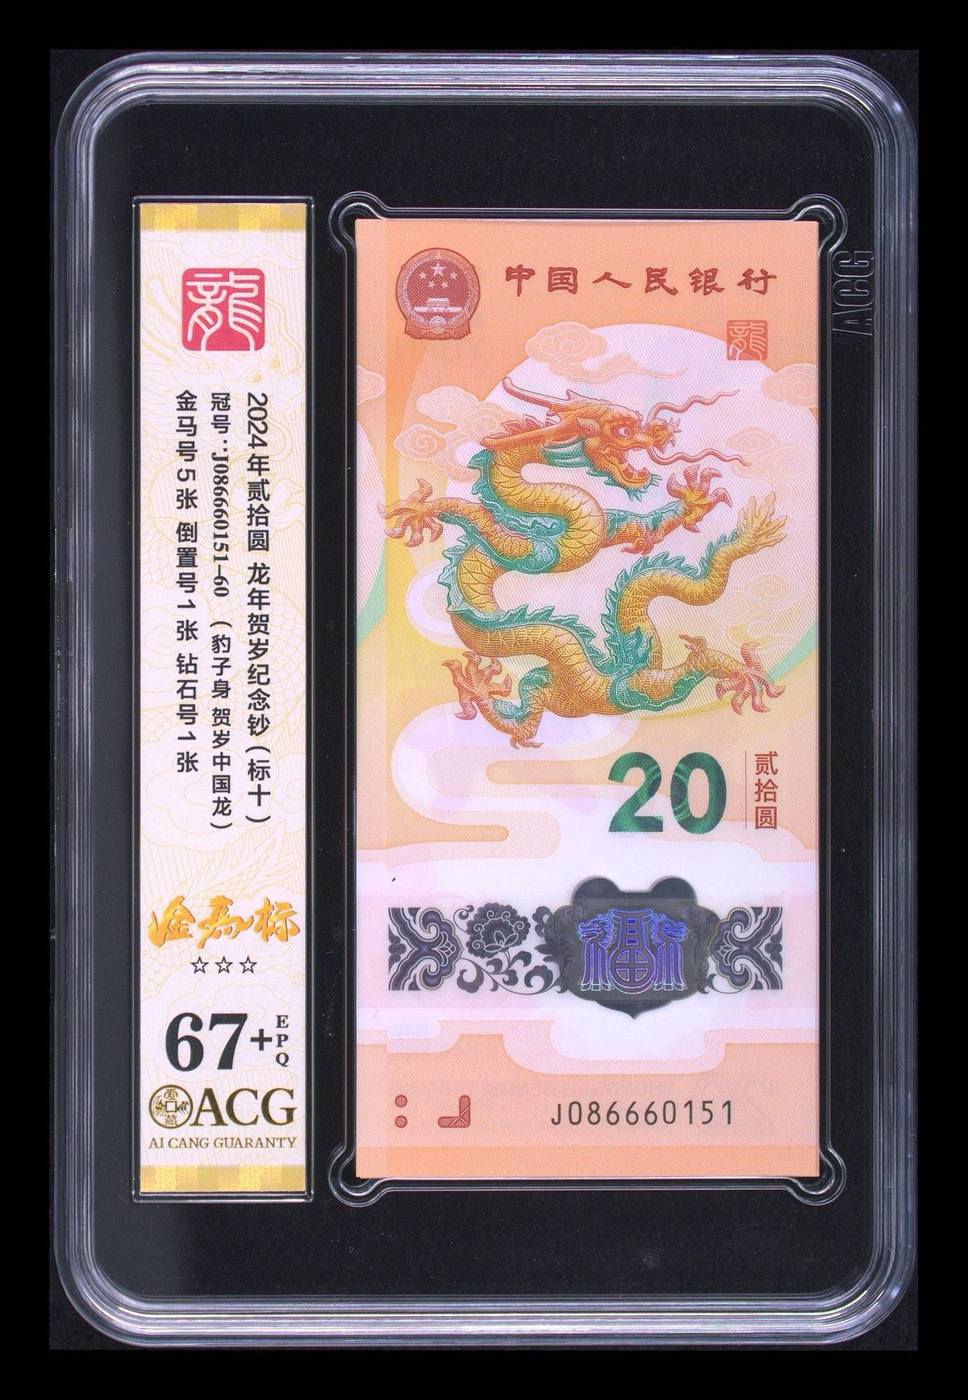 龍
2024年贰拾圆 龙年贺岁纪念钞(标十)
冠号:J086660151-60 (豹子身 贺岁中国龙)
金马号5张 倒置号1张 钻石号1张
金马标
☆☆☆
67+EPQ
ACG
AI CANG GUARANTY
中国人民银行
龍
20
贰拾圆
福
J086660151
ACG